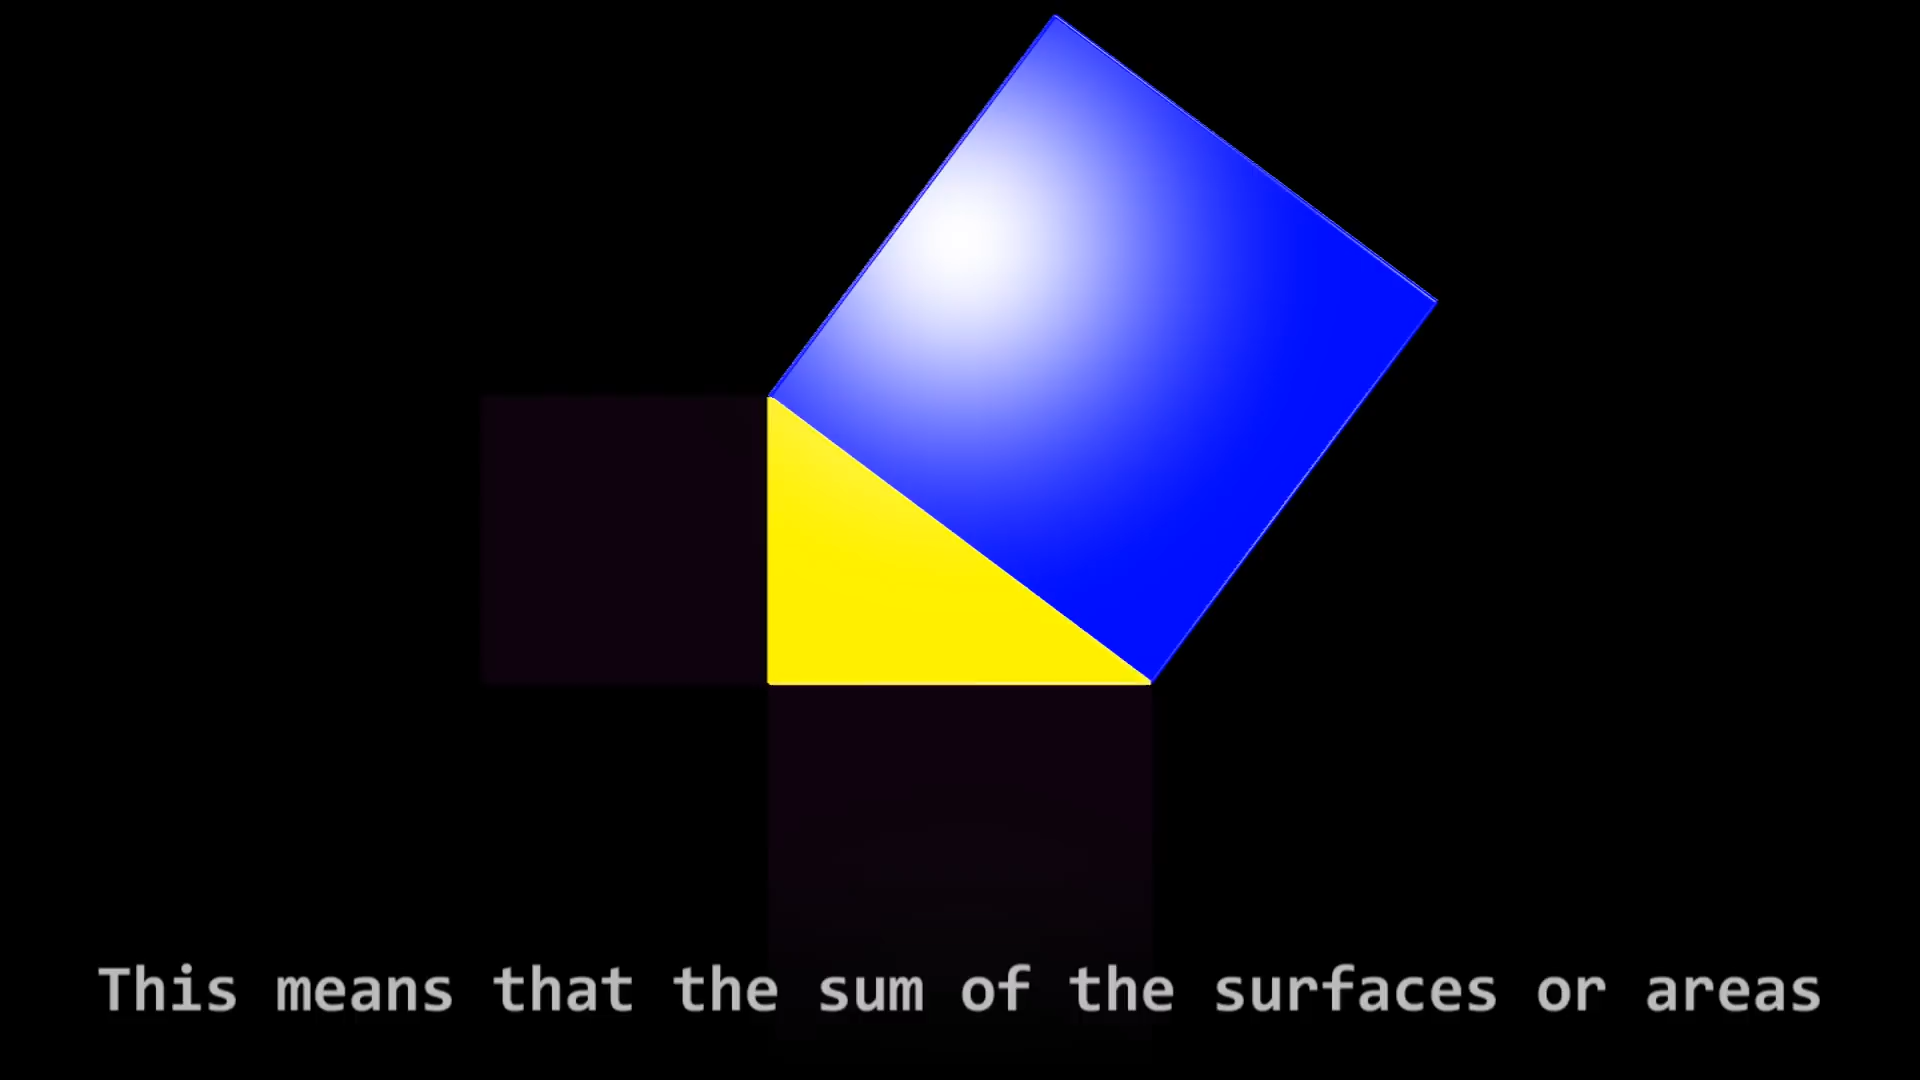 This means that the sum of the surfaces or areas